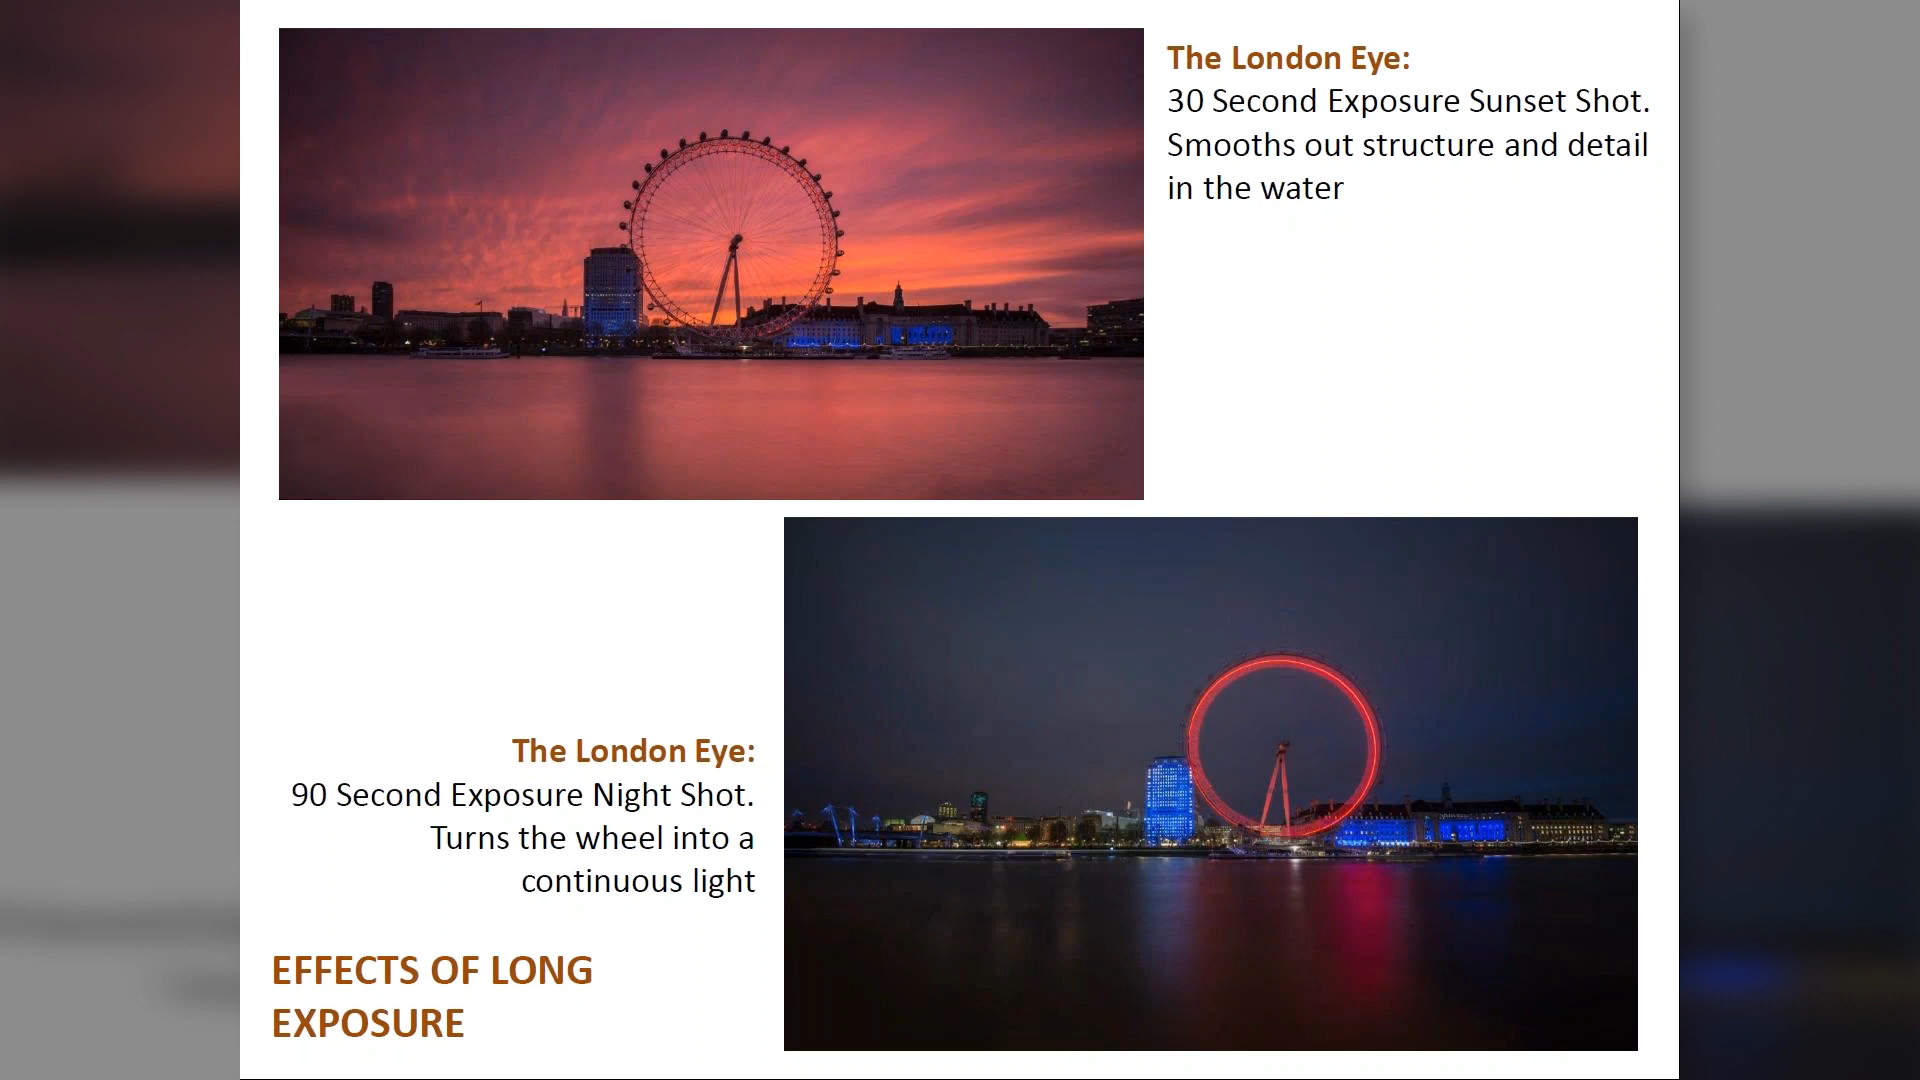 The London Eye:
30 Second Exposure Sunset Shot.
Smooths out structure and detail
in the water
The London Eye:
90 Second Exposure Night Shot.
Turns the wheel into a
continuous light
EFFECTS OF LONG
EXPOSURE